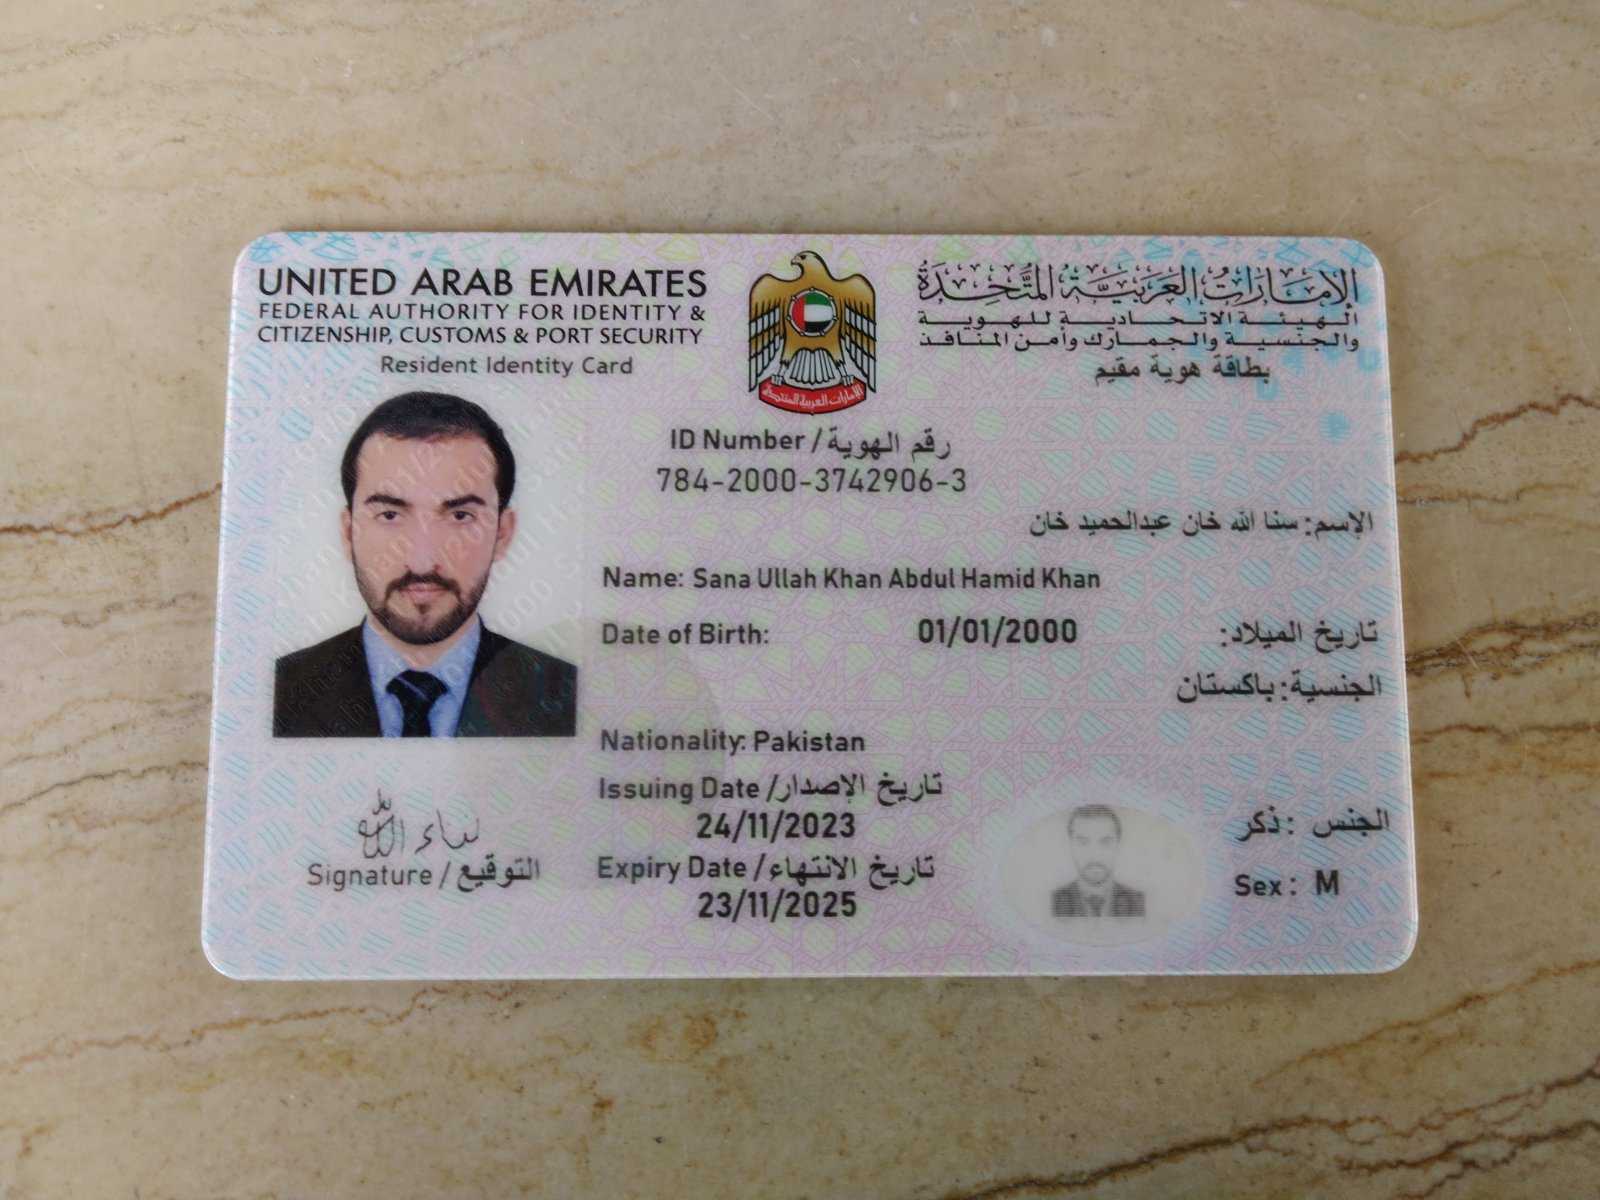 UNITED ARAB EMIRATES
FEDERAL AUTHORITY FOR IDENTITY &
CITIZENSHIP, CUSTOMS & PORT SECURITY
Resident Identity Card
الإمارات العربية المتحدة
الهيئة الاتحادية للهوية
والجنسية والجمارك وأمن المنافذ
بطاقة هوية مقيم
الإمارات العربية المتحدة
ID Number / رقم الهوية
784-2000-3742906-3
الإسم: سنا الله خان عبدالحميد خان
Name: Sana Ullah Khan Abdul Hamid Khan
Date of Birth: 01/01/2000 تاريخ الميلاد:
الجنسية: باكستان
Nationality: Pakistan
Issuing Date / تاريخ الإصدار
24/11/2023
Expiry Date / تاريخ الانتهاء
23/11/2025
الجنس : ذكر
Sex : M
Signature / التوقيع